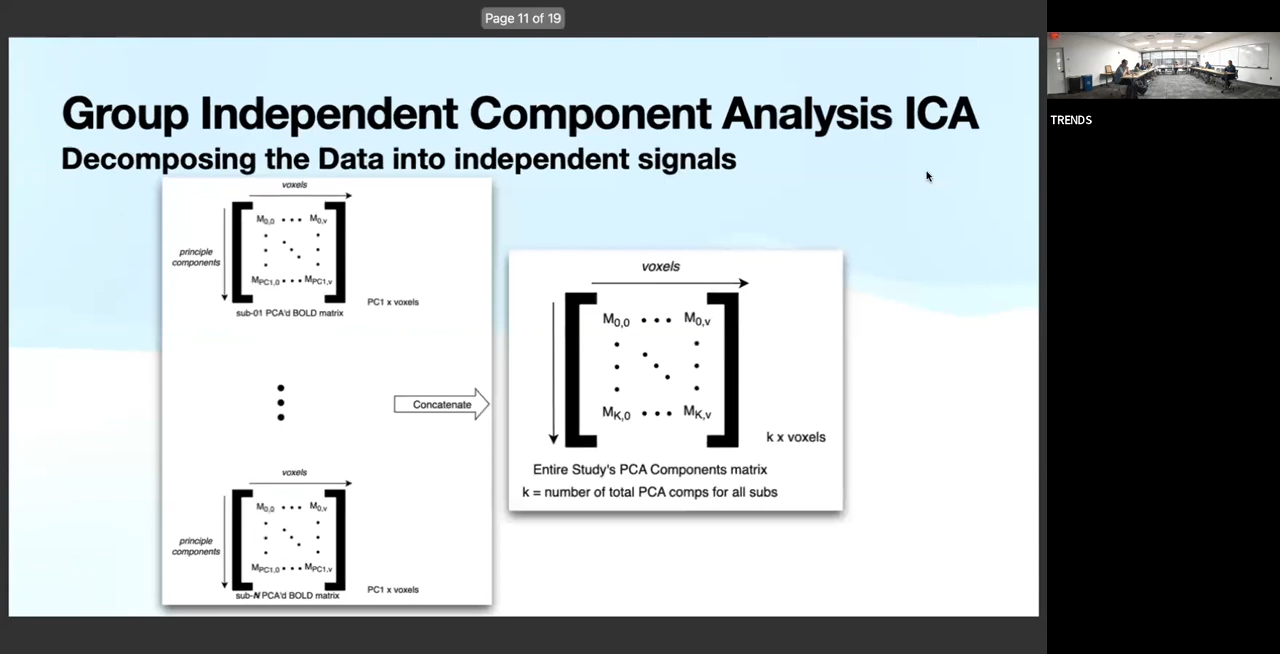 Page 11 of 19
Group Independent Component Analysis ICA
Decomposing the Data into independent signals
voxels
principle
components
M0,0 • • • M0,v
MPC1,0 • • • MPC1,v
PC1 x voxels
sub-01 PCA'd BOLD matrix
Concatenate
voxels
principle
components
M0,0 • • • M0,v
MPC1,0 • • • MPC1,v
PC1 x voxels
sub-N PCA'd BOLD matrix
voxels
M0,0 • • • M0,v
MK,0 • • • MK,v
k x voxels
Entire Study's PCA Components matrix
k = number of total PCA comps for all subs
TRENDS